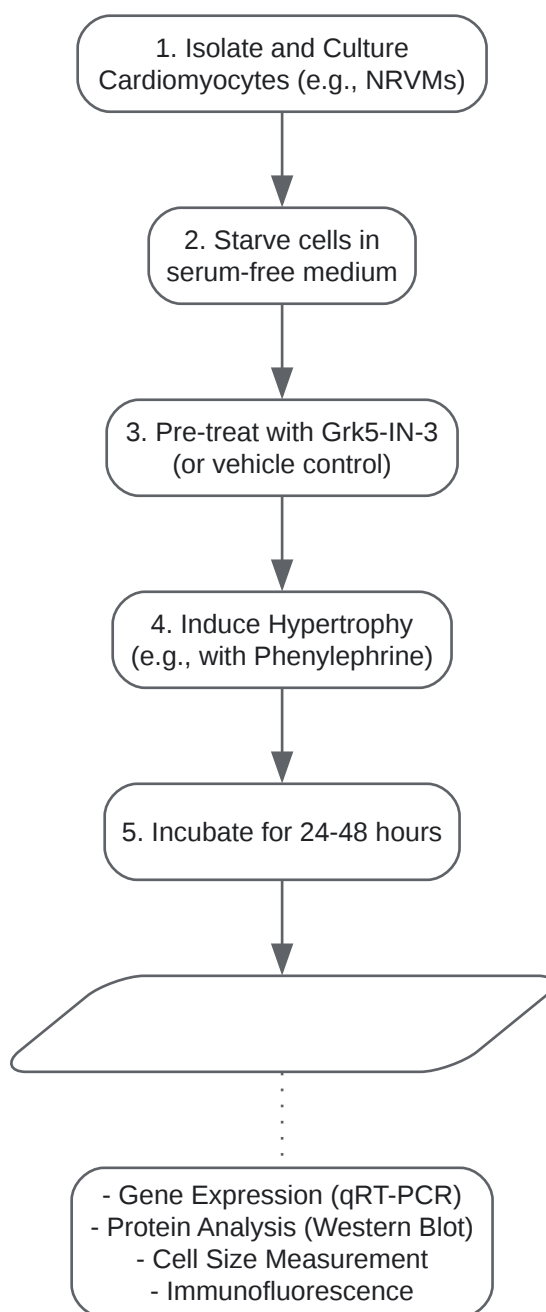 1. Isolate and Culture
Cardiomyocytes (e.g., NRVMs)
2. Starve cells in
serum-free medium
3. Pre-treat with Grk5-IN-3
(or vehicle control)
4. Induce Hypertrophy
(e.g., with Phenylephrine)
5. Incubate for 24-48 hours
- Gene Expression (qRT-PCR)
- Protein Analysis (Western Blot)
- Cell Size Measurement
- Immunofluorescence